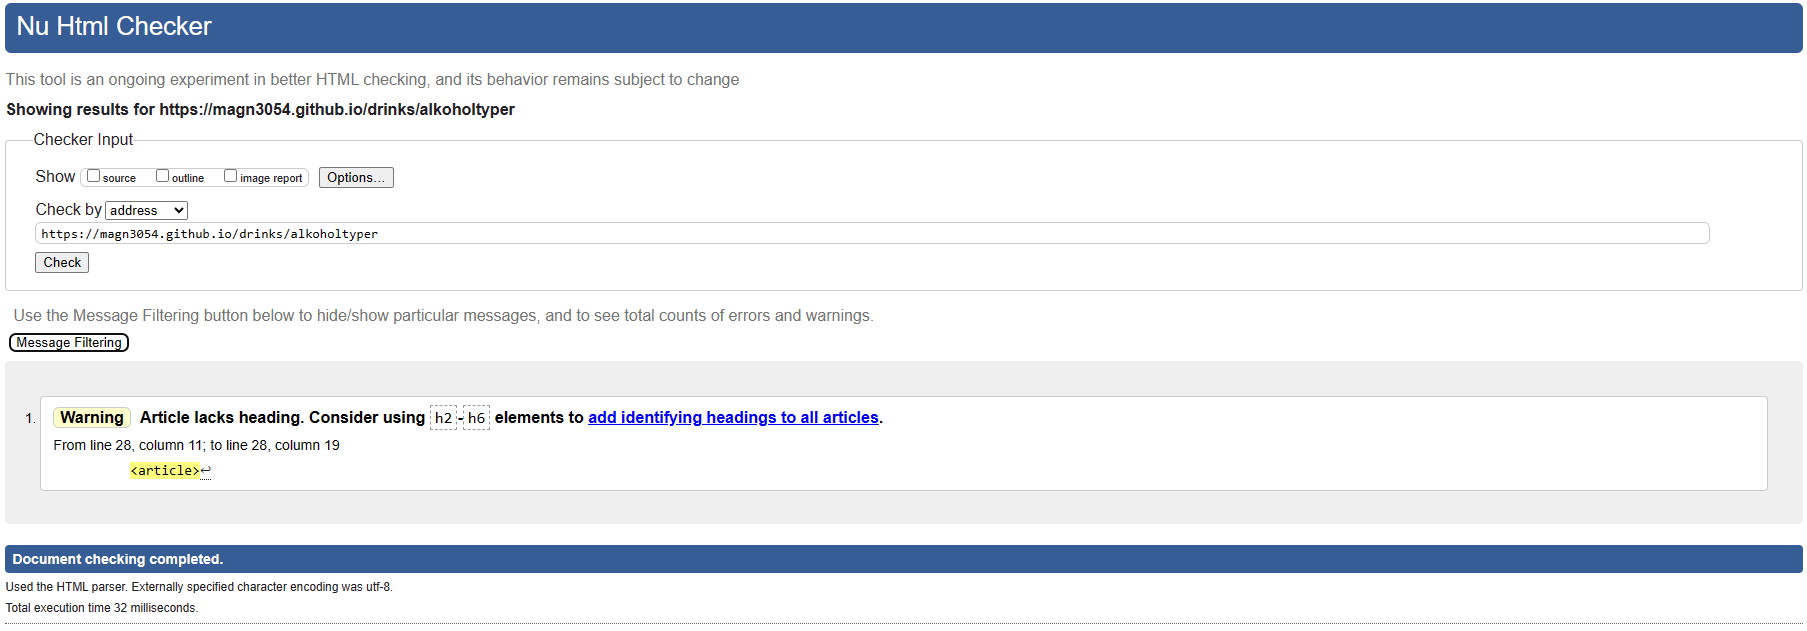 Nu Html Checker
This tool is an ongoing experiment in better HTML checking, and its behavior remains subject to change
Showing results for https://magn3054.github.io/drinks/alkoholtyper
Checker Input
Show source outline image report Options...
Check by address
https://magn3054.github.io/drinks/alkoholtyper
Check
Use the Message Filtering button below to hide/show particular messages, and to see total counts of errors and warnings.
Message Filtering
1. Warning Article lacks heading. Consider using h2-h6 elements to add identifying headings to all articles.
From line 28, column 11; to line 28, column 19
<article>↩
Document checking completed.
Used the HTML parser. Externally specified character encoding was utf-8.
Total execution time 32 milliseconds.